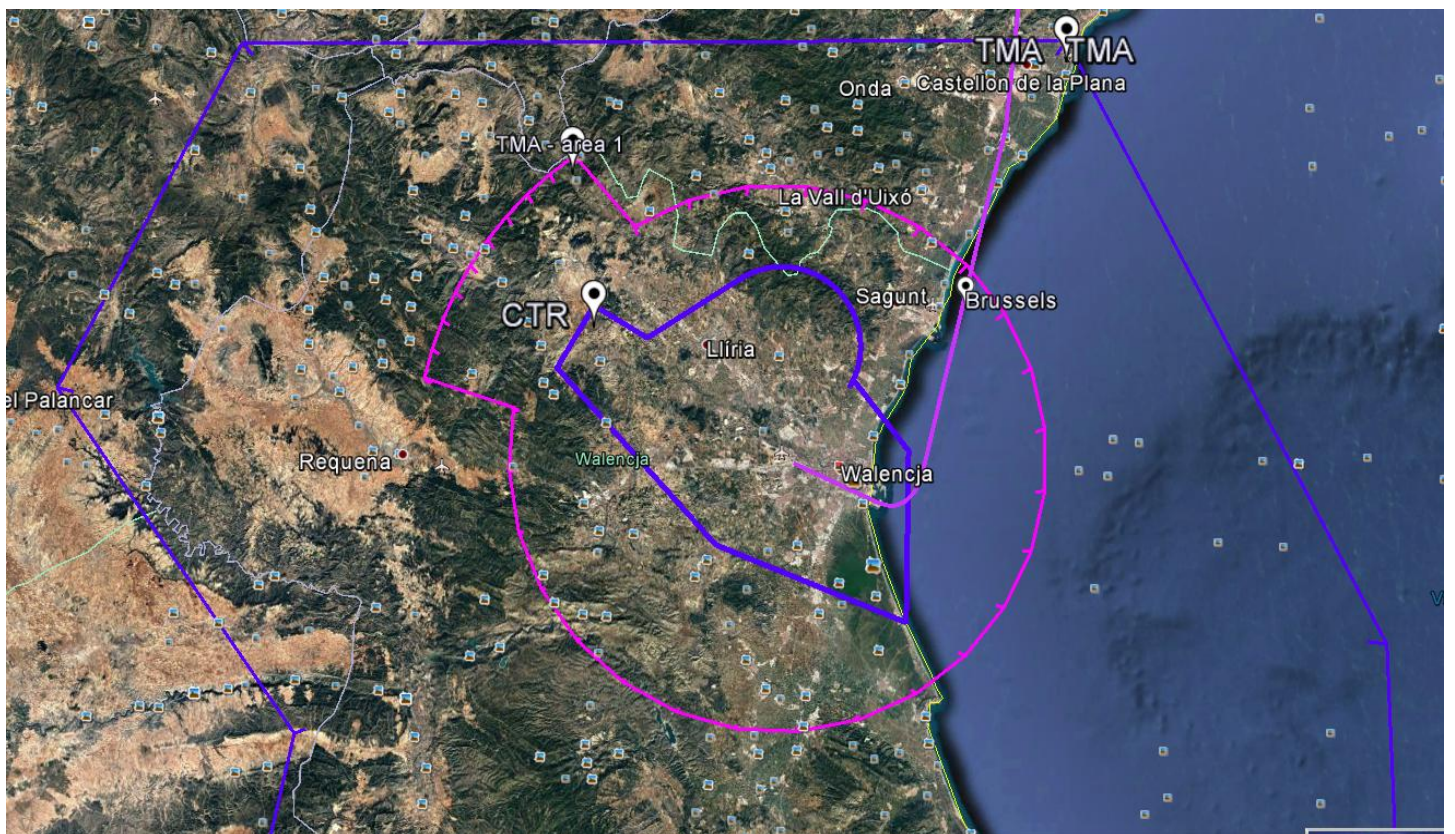 TMA TMA
Onda
Castellón de la Plana
TMA - area 1
La Vall d'Uixó
CTR
Sagunt
Brussels
Llíria
el Palancar
Requena
Walencja
Walencja
V